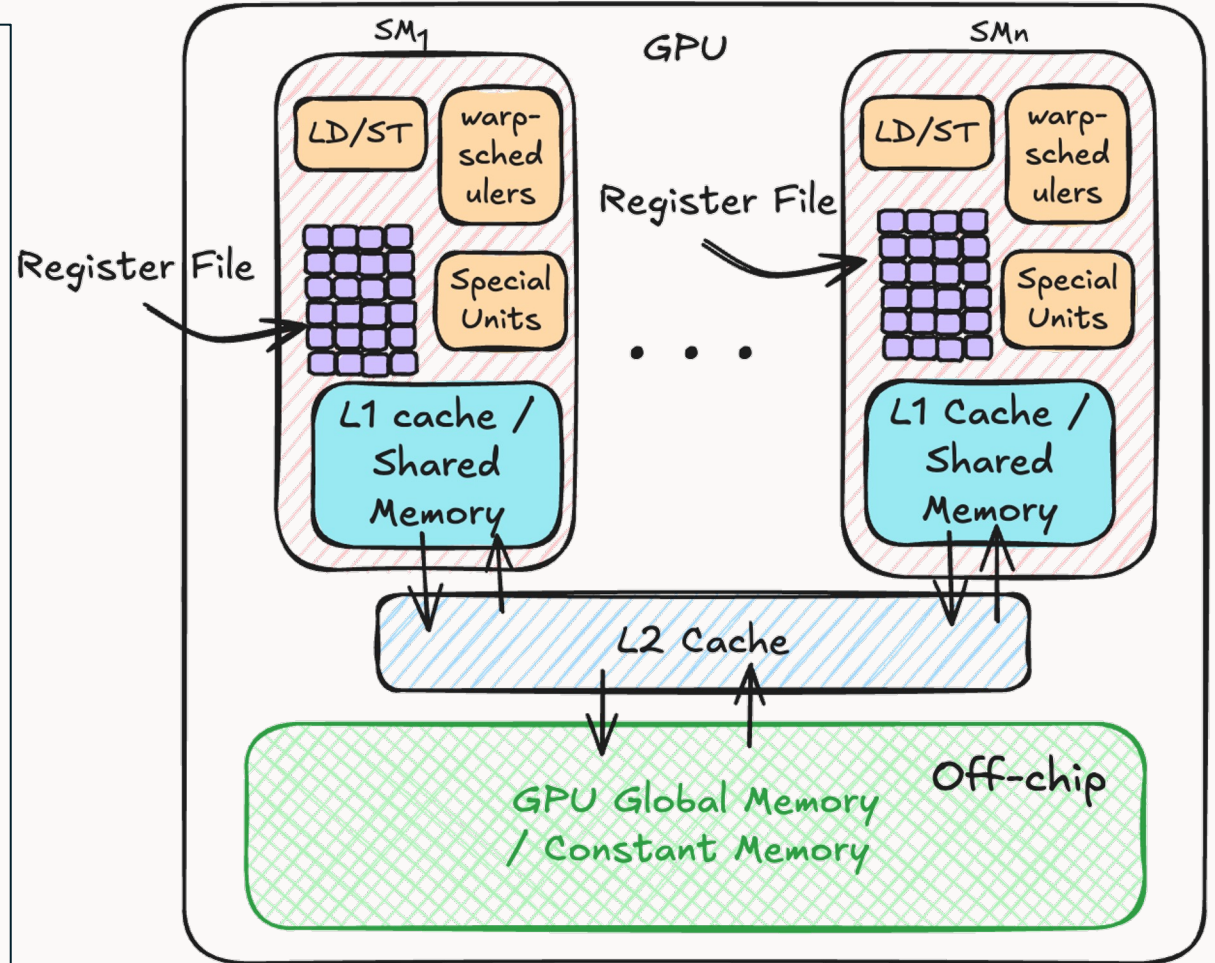 SM1
GPU
SMn
LD/ST
warp-
sched
ulers
LD/ST
warp-
sched
ulers
Register File
Register File
Special
Units
Special
Units
L1 cache /
Shared
Memory
L1 Cache /
Shared
Memory
L2 Cache
Off-chip
GPU Global Memory
/ Constant Memory